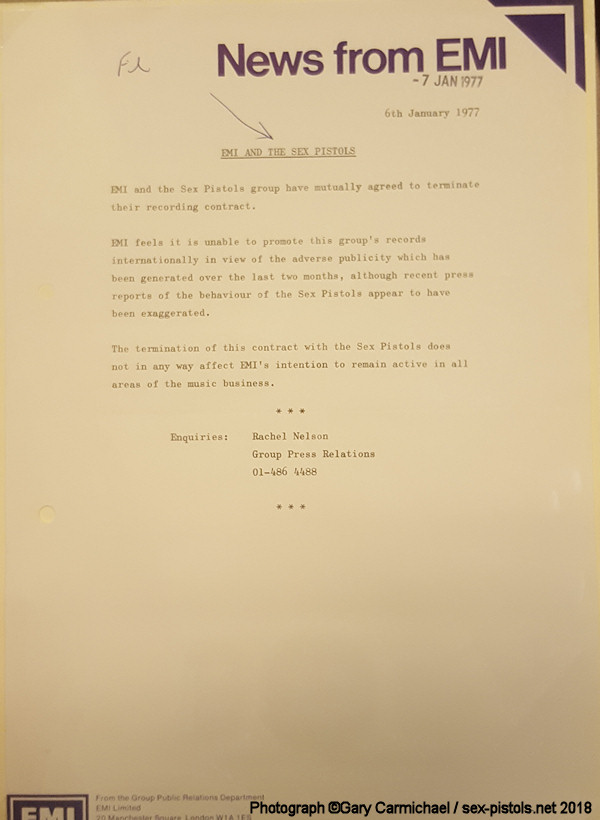 News from EMI
- 7 JAN 1977
6th January 1977
EMI AND THE SEX PISTOLS
EMI and the Sex Pistols group have mutually agreed to terminate
their recording contract.
EMI feels it is unable to promote this group's records
internationally in view of the adverse publicity which has
been generated over the last two months, although recent press
reports of the behaviour of the Sex Pistols appear to have
been exaggerated.
The termination of this contract with the Sex Pistols does
not in any way affect EMI's intention to remain active in all
areas of the music business.
* * *
Enquiries: Rachel Nelson
Group Press Relations
01-486 4488
* * *
EMI
From the Group Public Relations Department
EMI Limited
20 Manchester Square London W1A 1ES
Photograph ©Gary Carmichael / sex-pistols.net 2018